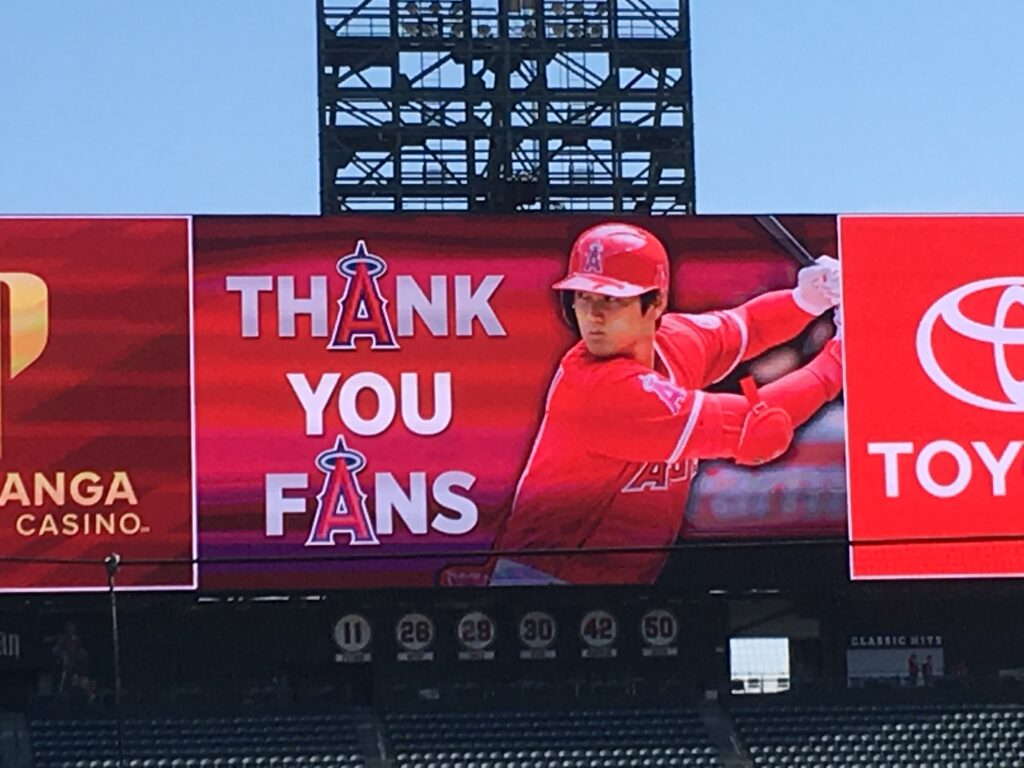 THANK
YOU
FANS
ANGA
CASINO
TOY
11
26
29
30
42
50
CLASSIC HITS